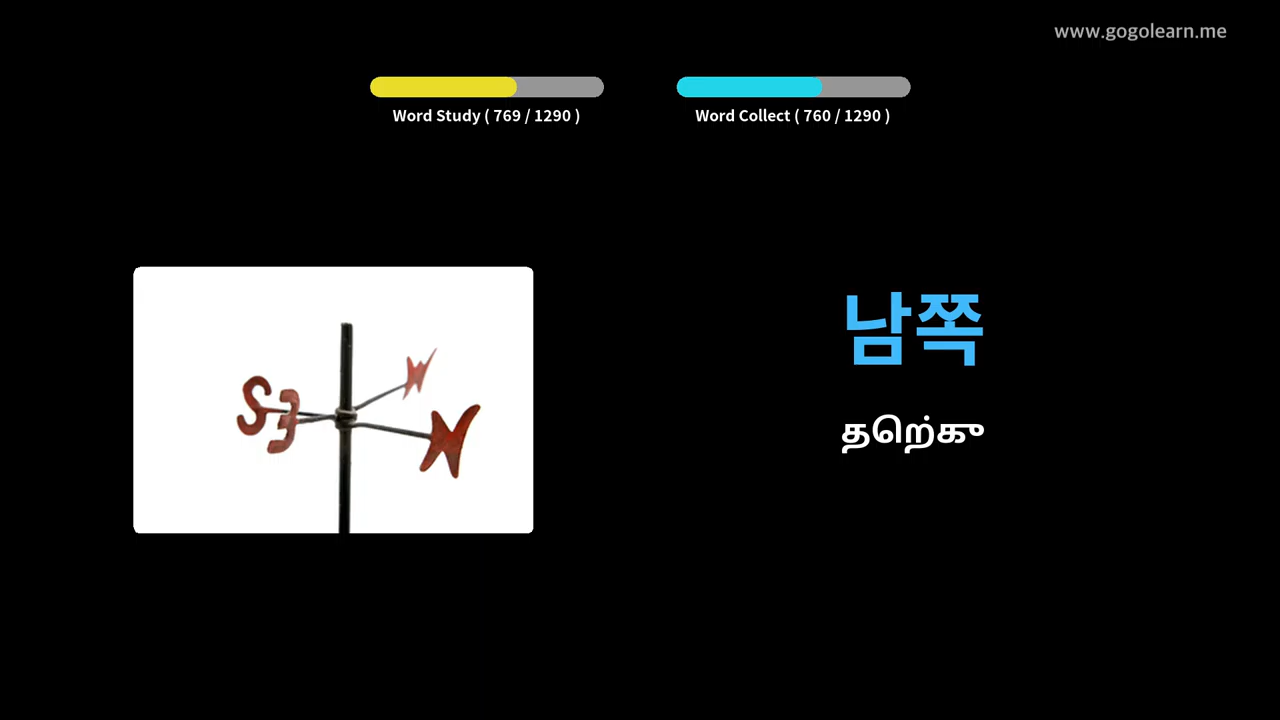 www.gogolearn.me
Word Study ( 769 / 1290 )
Word Collect ( 760 / 1290 )
S E N W
남쪽
தெற்கு